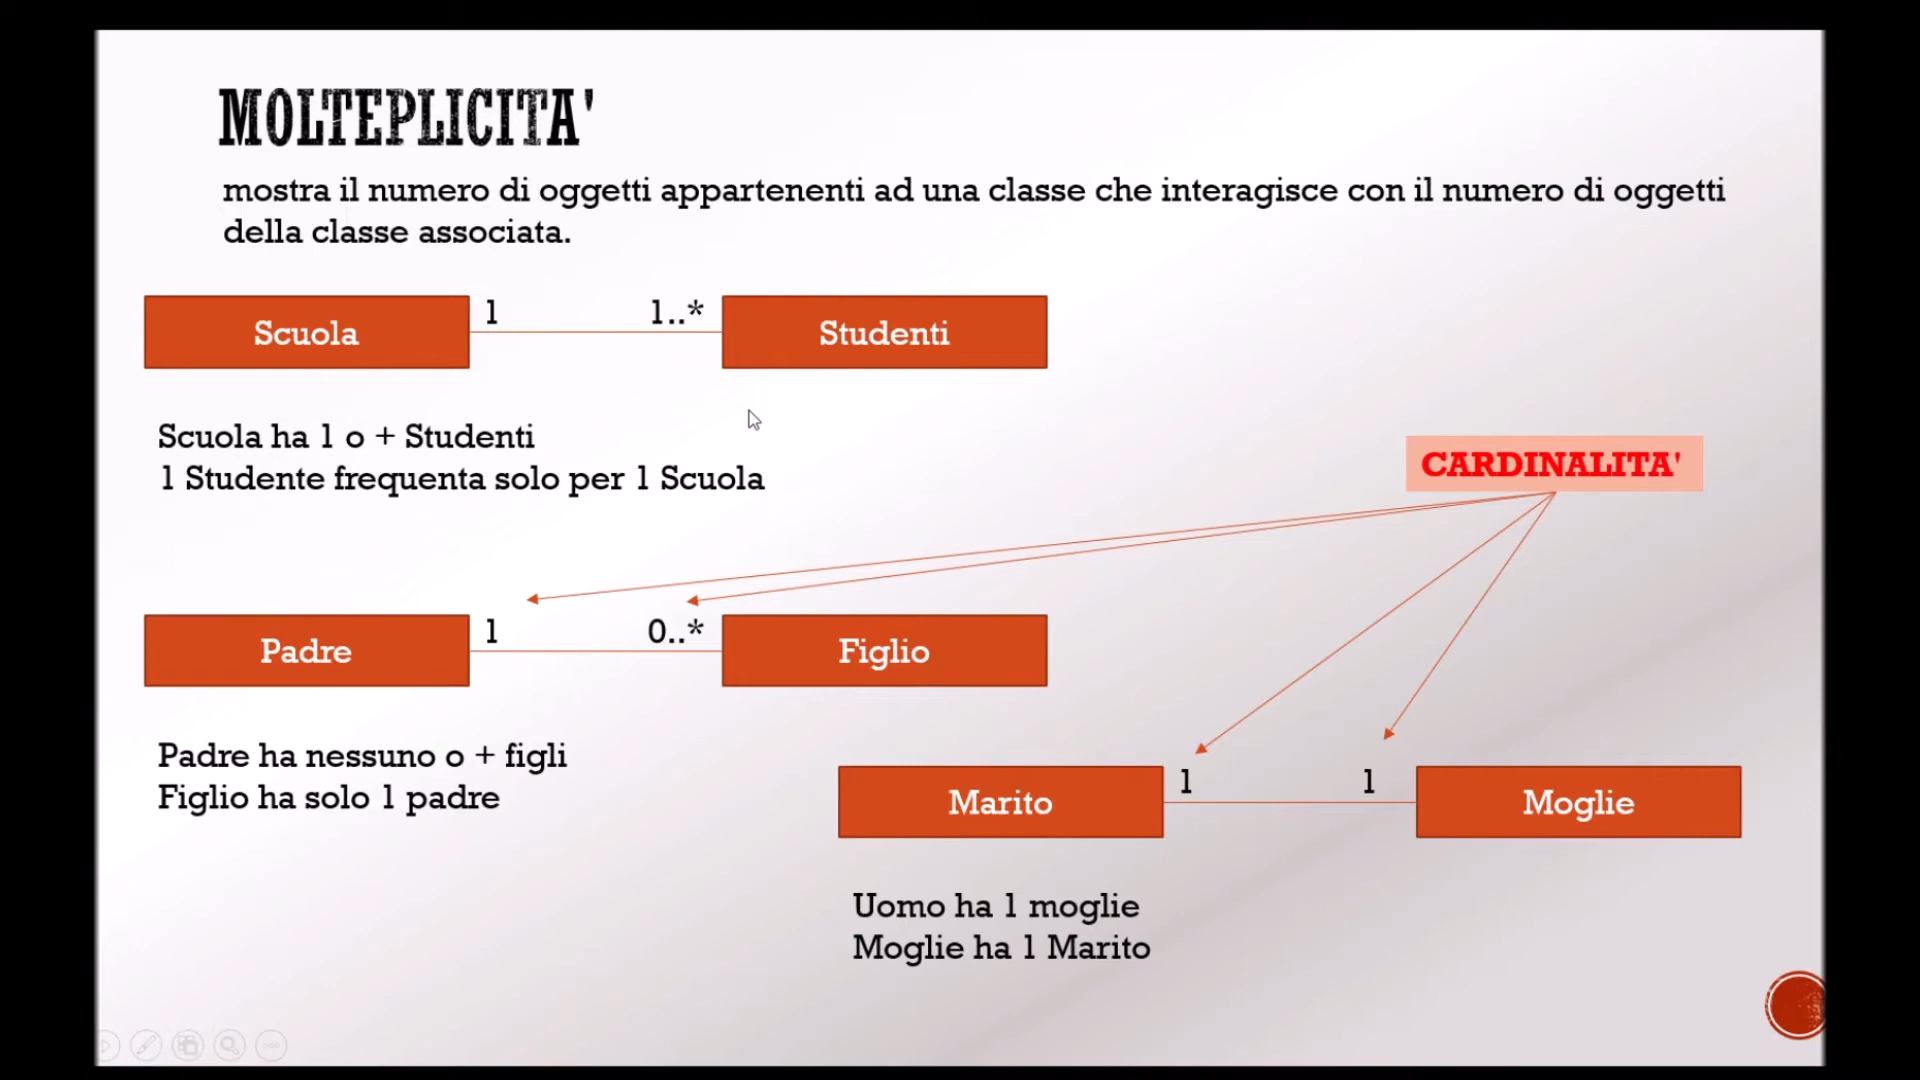 MOLTEPLICITA'
mostra il numero di oggetti appartenenti ad una classe che interagisce con il numero di oggetti
della classe associata.
Scuola 1 1..* Studenti
Scuola ha 1 o + Studenti
1 Studente frequenta solo per 1 Scuola
CARDINALITA'
Padre 1 0..* Figlio
Padre ha nessuno o + figli
Figlio ha solo 1 padre
Marito 1 1 Moglie
Uomo ha 1 moglie
Moglie ha 1 Marito